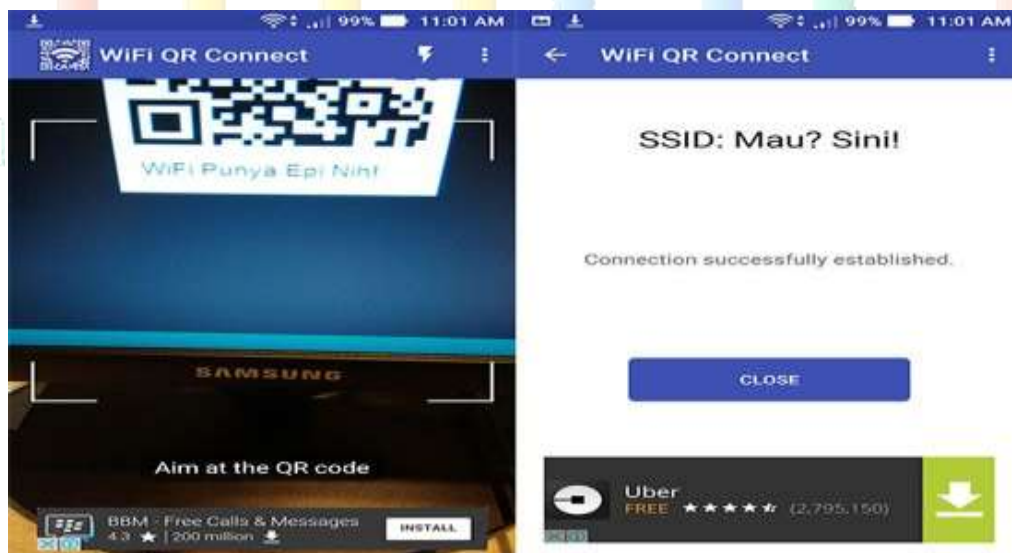 99% 11:01 AM
WiFi QR Connect
WiFi Punya Epi Nih!
SAMSUNG
Aim at the QR code
BBM - Free Calls & Messages
4.3 ★ | 200 million
INSTALL
99% 11:01 AM
WiFi QR Connect
SSID: Mau? Sini!
Connection successfully established.
CLOSE
Uber
FREE ★★★★ (2,795,150)